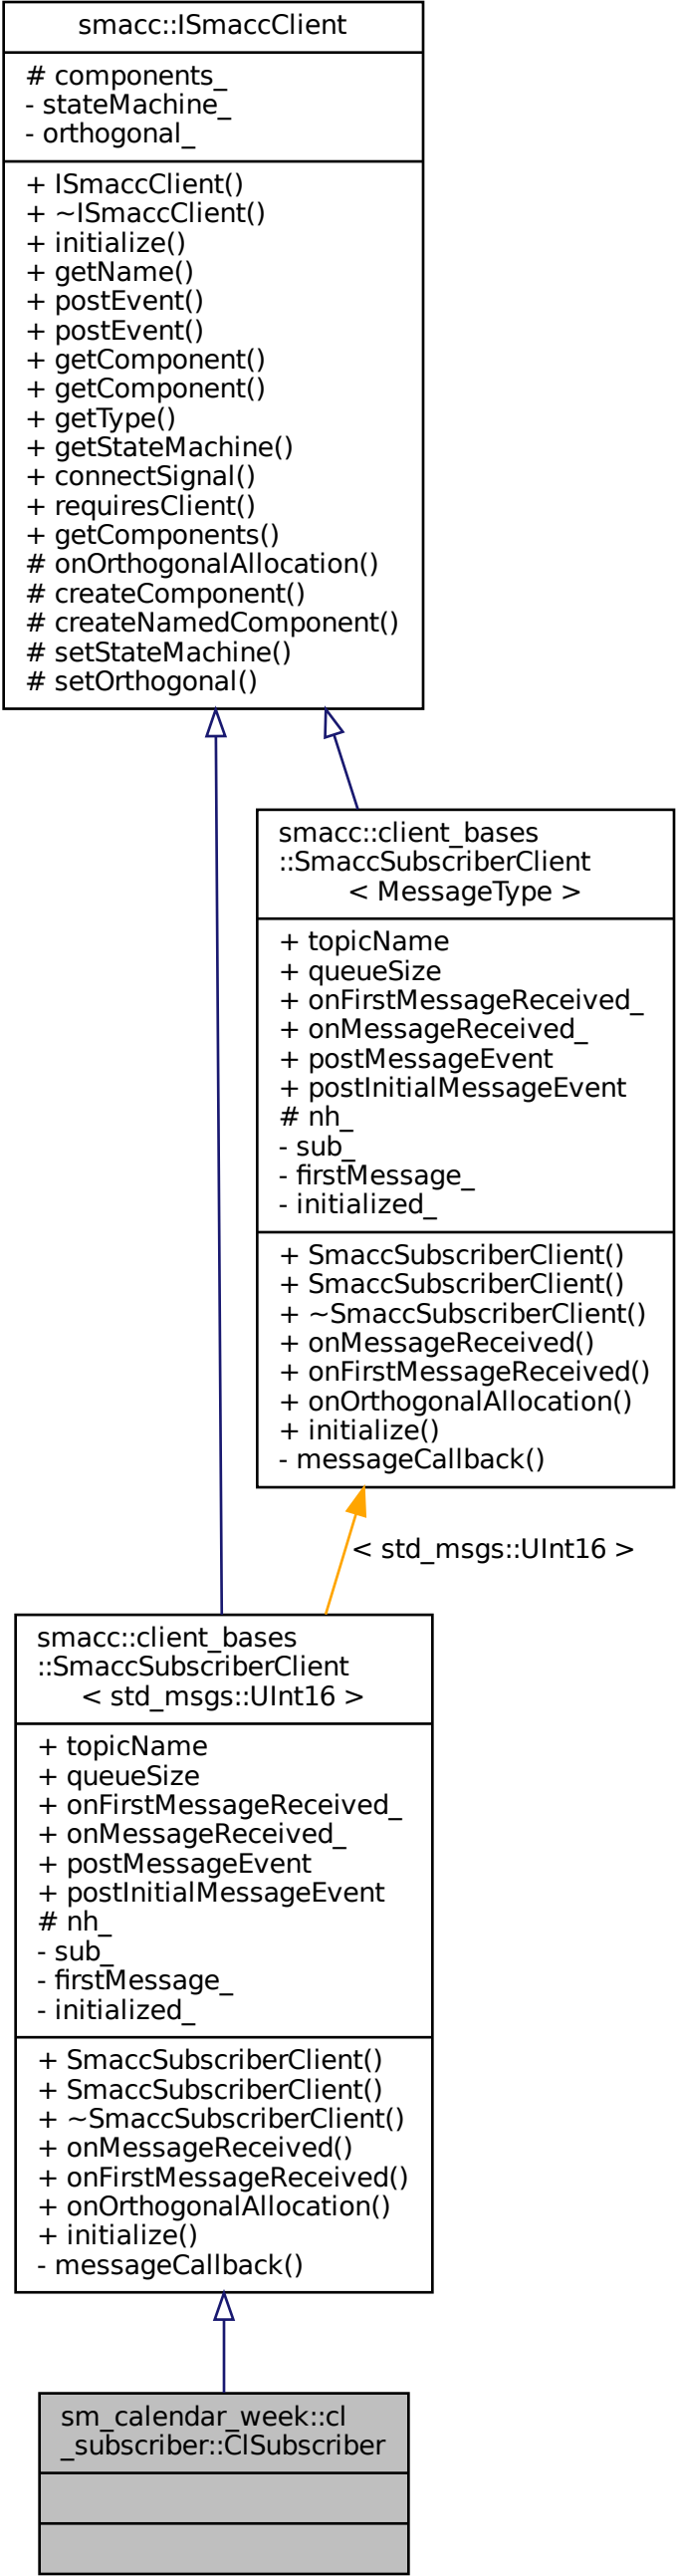 smacc::ISmaccClient
# components_
- stateMachine_
- orthogonal_
+ ISmaccClient()
+ ~ISmaccClient()
+ initialize()
+ getName()
+ postEvent()
+ postEvent()
+ getComponent()
+ getComponent()
+ getType()
+ getStateMachine()
+ connectSignal()
+ requiresClient()
+ getComponents()
# onOrthogonalAllocation()
# createComponent()
# createNamedComponent()
# setStateMachine()
# setOrthogonal()
smacc::client_bases
::SmaccSubscriberClient
< MessageType >
+ topicName
+ queueSize
+ onFirstMessageReceived_
+ onMessageReceived_
+ postMessageEvent
+ postInitialMessageEvent
# nh_
- sub_
- firstMessage_
- initialized_
+ SmaccSubscriberClient()
+ SmaccSubscriberClient()
+ ~SmaccSubscriberClient()
+ onMessageReceived()
+ onFirstMessageReceived()
+ onOrthogonalAllocation()
+ initialize()
- messageCallback()
< std_msgs::UInt16 >
smacc::client_bases
::SmaccSubscriberClient
< std_msgs::UInt16 >
+ topicName
+ queueSize
+ onFirstMessageReceived_
+ onMessageReceived_
+ postMessageEvent
+ postInitialMessageEvent
# nh_
- sub_
- firstMessage_
- initialized_
+ SmaccSubscriberClient()
+ SmaccSubscriberClient()
+ ~SmaccSubscriberClient()
+ onMessageReceived()
+ onFirstMessageReceived()
+ onOrthogonalAllocation()
+ initialize()
- messageCallback()
sm_calendar_week::cl
_subscriber::ClSubscriber